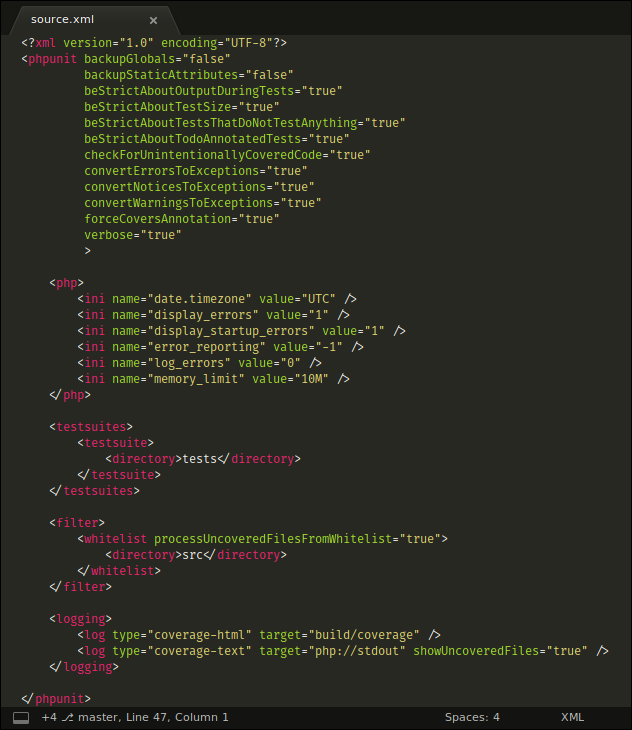 source.xml ×
<?xml version="1.0" encoding="UTF-8"?>
<phpunit backupGlobals="false"
         backupStaticAttributes="false"
         beStrictAboutOutputDuringTests="true"
         beStrictAboutTestSize="true"
         beStrictAboutTestsThatDoNotTestAnything="true"
         beStrictAboutTodoAnnotatedTests="true"
         checkForUnintentionallyCoveredCode="true"
         convertErrorsToExceptions="true"
         convertNoticesToExceptions="true"
         convertWarningsToExceptions="true"
         forceCoversAnnotation="true"
         verbose="true"
         >
    <php>
        <ini name="date.timezone" value="UTC" />
        <ini name="display_errors" value="1" />
        <ini name="display_startup_errors" value="1" />
        <ini name="error_reporting" value="-1" />
        <ini name="log_errors" value="0" />
        <ini name="memory_limit" value="10M" />
    </php>
    <testsuites>
        <testsuite>
            <directory>tests</directory>
        </testsuite>
    </testsuites>
    <filter>
        <whitelist processUncoveredFilesFromWhitelist="true">
            <directory>src</directory>
        </whitelist>
    </filter>
    <logging>
        <log type="coverage-html" target="build/coverage" />
        <log type="coverage-text" target="php://stdout" showUncoveredFiles="true" />
    </logging>
</phpunit>
+4 ⎇ master, Line 47, Column 1 Spaces: 4 XML